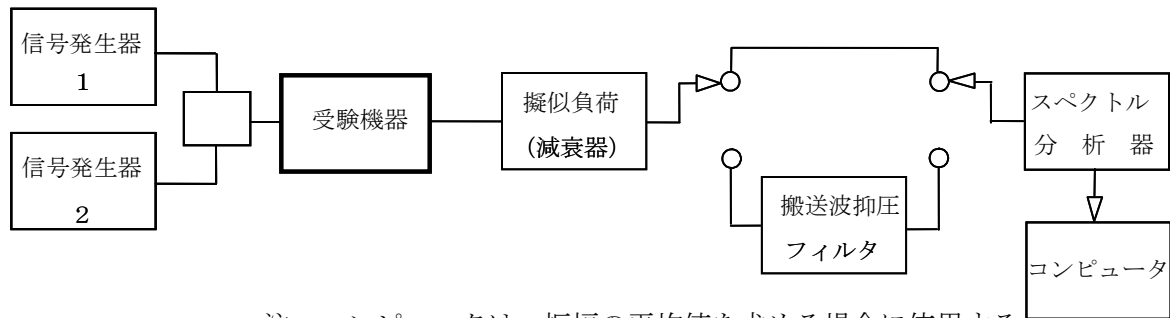 信号発生器
1
信号発生器
2
受験機器
擬似負荷
(減衰器)
搬送波抑圧
フィルタ
スペクトル
分 析 器
コンピュータ